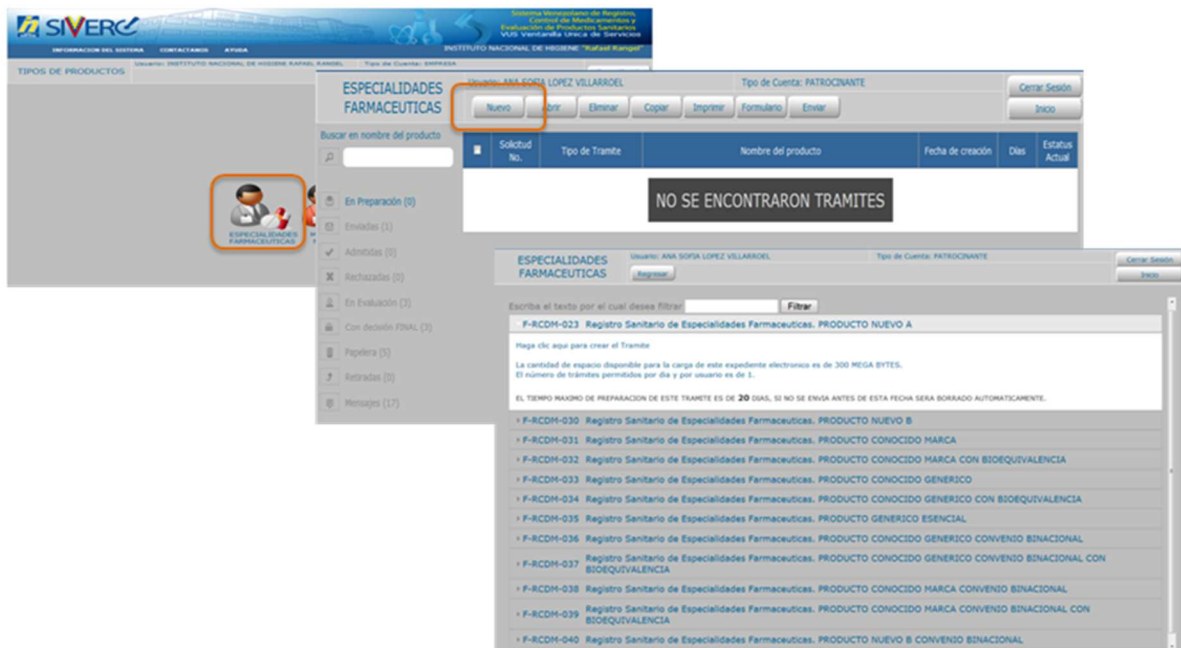 SIVERC
Sistema Venezolano de Registro,
Control de Medicamentos y
Evaluación de Productos Sanitarios
VUS Ventanilla Unica de Servicios
INFORMACION DEL SISTEMA CONTACTANOS AYUDA
INSTITUTO NACIONAL DE HIGIENE "Rafael Rangel"
TIPOS DE PRODUCTOS
Usuario: INSTITUTO NACIONAL DE HIGIENE RAFAEL RANGEL Tipo de Cuenta: EMPRESA
ESPECIALIDADES
FARMACEUTICAS
ESPECIALIDADES
FARMACEUTICAS
Usuario: ANA SOFIA LOPEZ VILLARROEL Tipo de Cuenta: PATROCINANTE
Cerrar Sesión
Inicio
Nuevo Abrir Eliminar Copiar Imprimir Formulario Enviar
Buscar en nombre del producto
Solicitud No. Tipo de Tramite Nombre del producto Fecha de creación Dias Estatus Actual
NO SE ENCONTRARON TRAMITES
En Preparación (0)
Enviadas (1)
Admitidas (0)
Rechazadas (0)
En Evaluación (3)
Con decisión FINAL (3)
Papelera (5)
Retiradas (0)
Mensajes (17)
ESPECIALIDADES
FARMACEUTICAS
Usuario: ANA SOFIA LOPEZ VILLARROEL Tipo de Cuenta: PATROCINANTE
Cerrar Sesión
Inicio
Regresar
Escriba el texto por el cual desea filtrar Filtrar
F-RCDM-023 Registro Sanitario de Especialidades Farmaceuticas. PRODUCTO NUEVO A
Haga clic aqui para crear el Tramite
La cantidad de espacio disponible para la carga de este expediente electronico es de 300 MEGA BYTES.
El número de trámites permitidos por dia y por usuario es de 1.
EL TIEMPO MAXIMO DE PREPARACION DE ESTE TRAMITE ES DE 20 DIAS, SI NO SE ENVIA ANTES DE ESTA FECHA SERA BORRADO AUTOMATICAMENTE.
F-RCDM-030 Registro Sanitario de Especialidades Farmaceuticas. PRODUCTO NUEVO B
F-RCDM-031 Registro Sanitario de Especialidades Farmaceuticas. PRODUCTO CONOCIDO MARCA
F-RCDM-032 Registro Sanitario de Especialidades Farmaceuticas. PRODUCTO CONOCIDO MARCA CON BIOEQUIVALENCIA
F-RCDM-033 Registro Sanitario de Especialidades Farmaceuticas. PRODUCTO CONOCIDO GENERICO
F-RCDM-034 Registro Sanitario de Especialidades Farmaceuticas. PRODUCTO CONOCIDO GENERICO CON BIOEQUIVALENCIA
F-RCDM-035 Registro Sanitario de Especialidades Farmaceuticas. PRODUCTO GENERICO ESENCIAL
F-RCDM-036 Registro Sanitario de Especialidades Farmaceuticas. PRODUCTO CONOCIDO GENERICO CONVENIO BINACIONAL
F-RCDM-037 Registro Sanitario de Especialidades Farmaceuticas. PRODUCTO CONOCIDO GENERICO CONVENIO BINACIONAL CON
BIOEQUIVALENCIA
F-RCDM-038 Registro Sanitario de Especialidades Farmaceuticas. PRODUCTO CONOCIDO MARCA CONVENIO BINACIONAL
F-RCDM-039 Registro Sanitario de Especialidades Farmaceuticas. PRODUCTO CONOCIDO MARCA CONVENIO BINACIONAL CON
BIOEQUIVALENCIA
F-RCDM-040 Registro Sanitario de Especialidades Farmaceuticas. PRODUCTO NUEVO B CONVENIO BINACIONAL